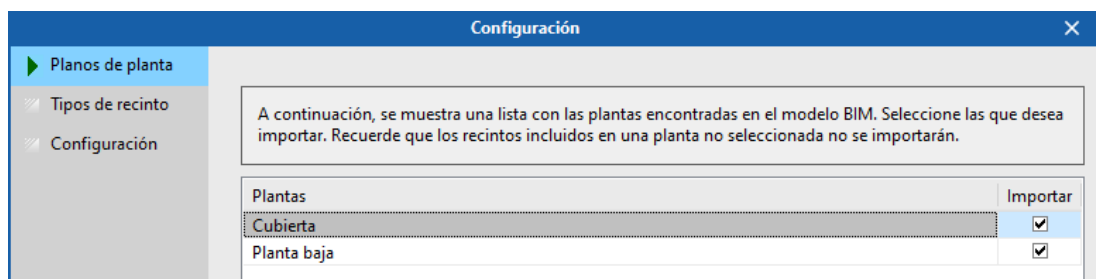 Configuración
Planos de planta
Tipos de recinto
Configuración
A continuación, se muestra una lista con las plantas encontradas en el modelo BIM. Seleccione las que desea
importar. Recuerde que los recintos incluidos en una planta no seleccionada no se importarán.
Plantas Importar
Cubierta
Planta baja